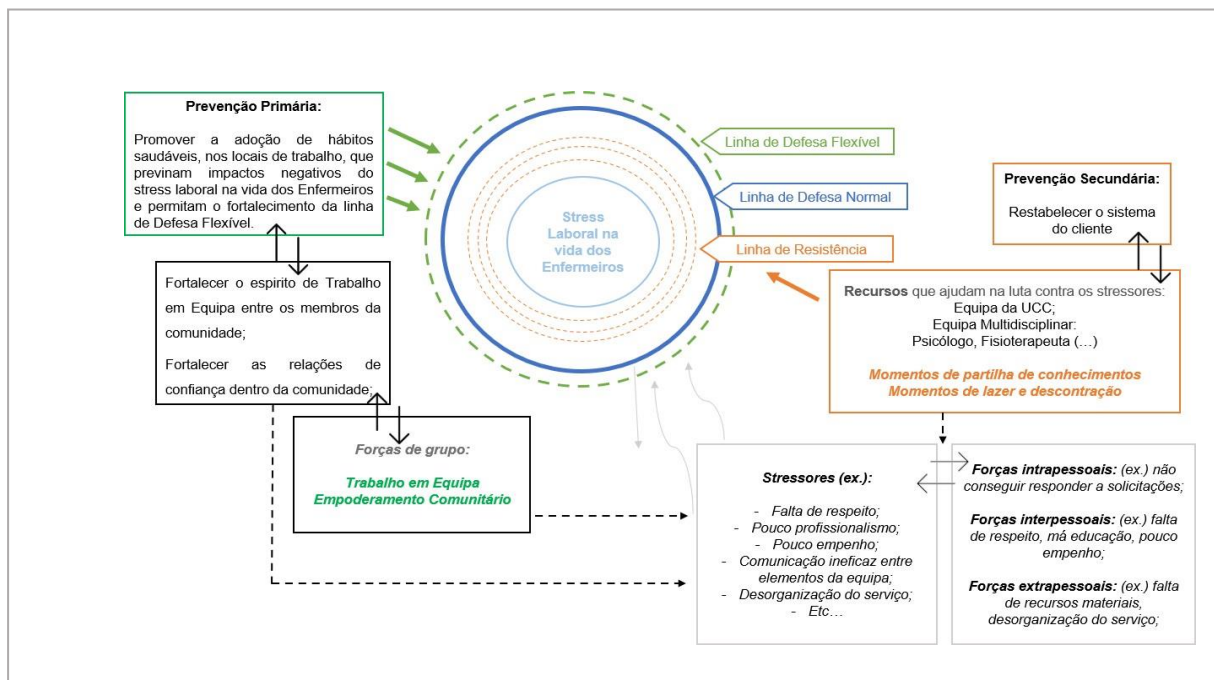 Prevenção Primária:
Promover a adoção de hábitos
saudáveis, nos locais de trabalho, que
previnam impactos negativos do
stress laboral na vida dos Enfermeiros
e permitam o fortalecimento da linha
de Defesa Flexível.
Fortalecer o espirito de Trabalho
em Equipa entre os membros da
comunidade;
Fortalecer as relações de
confiança dentro da comunidade;
Forças de grupo:
Trabalho em Equipa
Empoderamento Comunitário
Stress
Laboral na
vida dos
Enfermeiros
Linha de Defesa Flexível
Linha de Defesa Normal
Linha de Resistência
Prevenção Secundária:
Restabelecer o sistema
do cliente
Recursos que ajudam na luta contra os stressores:
Equipa da UCC;
Equipa Multidisciplinar:
Psicólogo, Fisioterapeuta (…)
Momentos de partilha de conhecimentos
Momentos de lazer e descontração
Stressores (ex.):
- Falta de respeito;
- Pouco profissionalismo;
- Pouco empenho;
- Comunicação ineficaz entre
elementos da equipa;
- Desorganização do serviço;
- Etc…
Forças intrapessoais: (ex.) não
conseguir responder a solicitações;
Forças interpessoais: (ex.) falta
de respeito, má educação, pouco
empenho;
Forças extrapessoais: (ex.) falta
de recursos materiais,
desorganização do serviço;